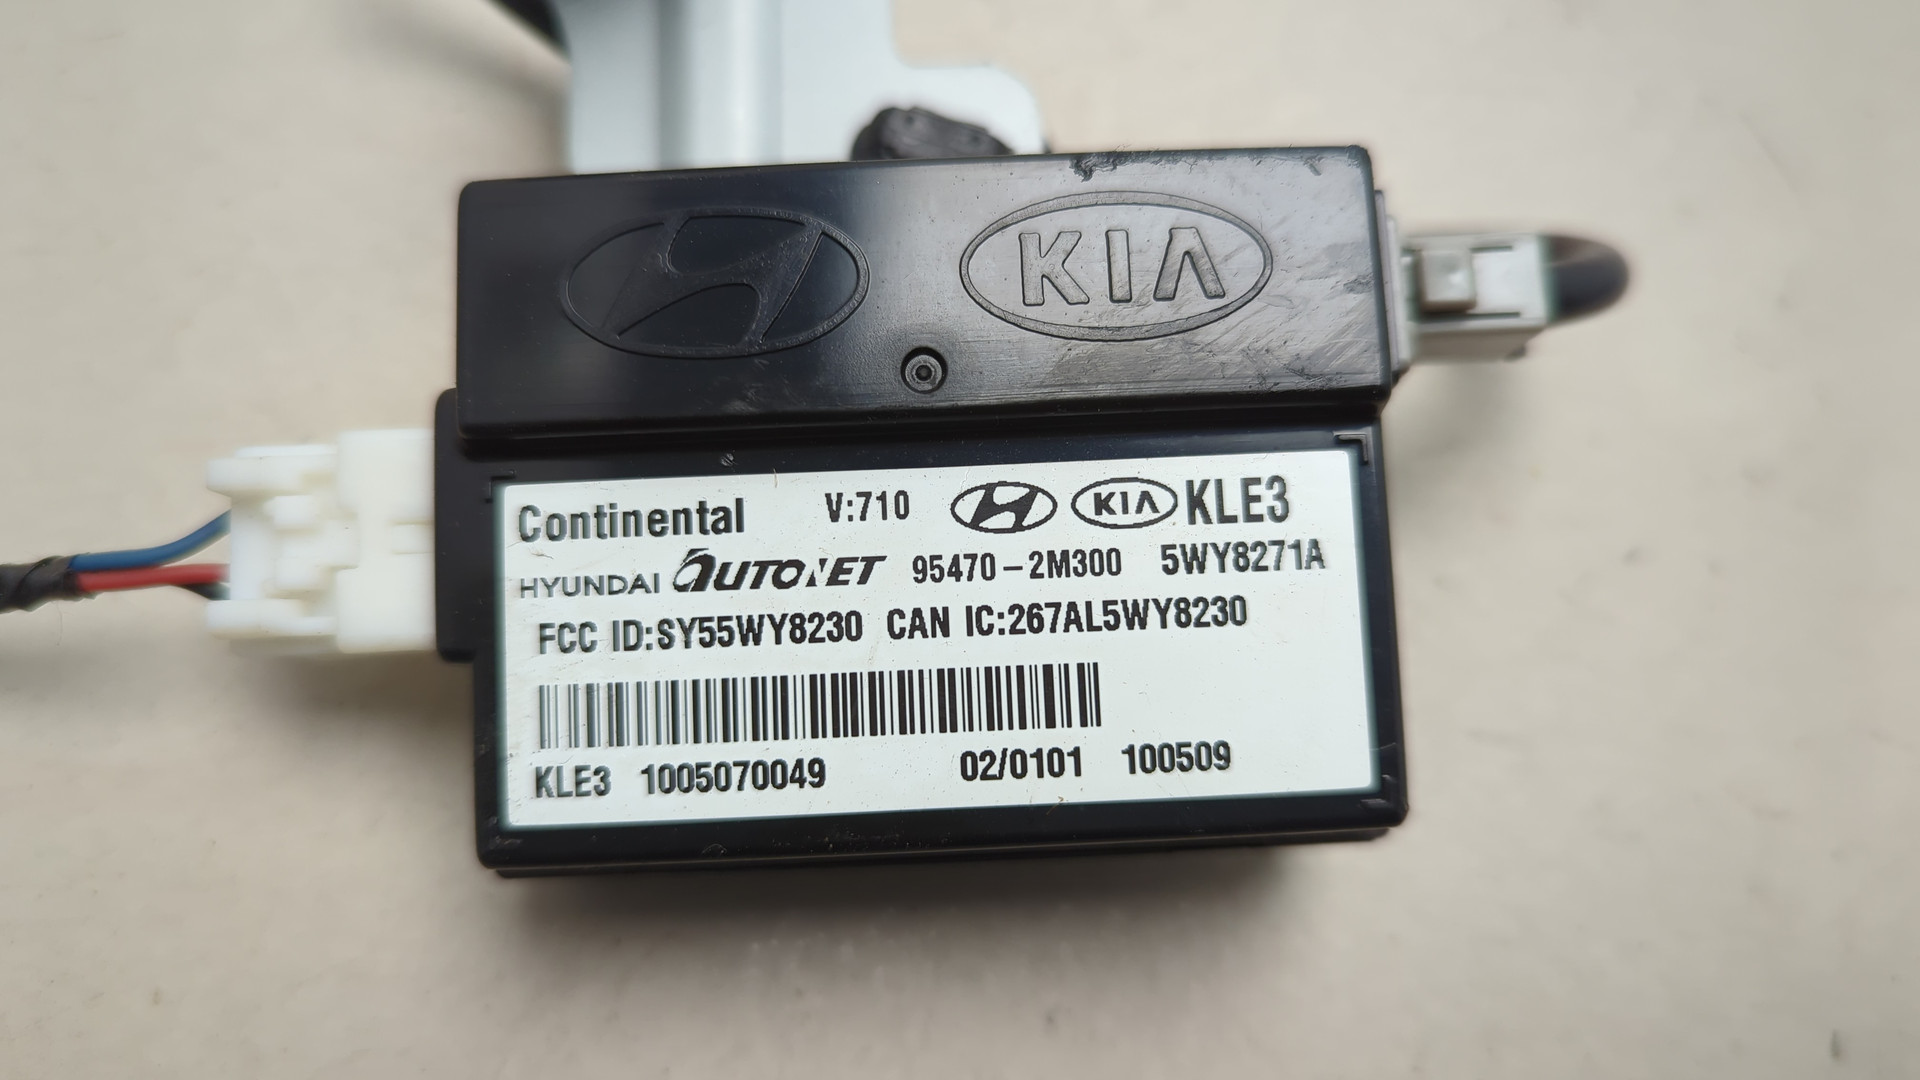 KIA
Continental V:710 KIA KLE3
HYUNDAI AUTONET 95470-2M300 5WY8271A
FCC ID:SY55WY8230 CAN IC:267AL5WY8230
KLE3 1005070049 02/0101 100509